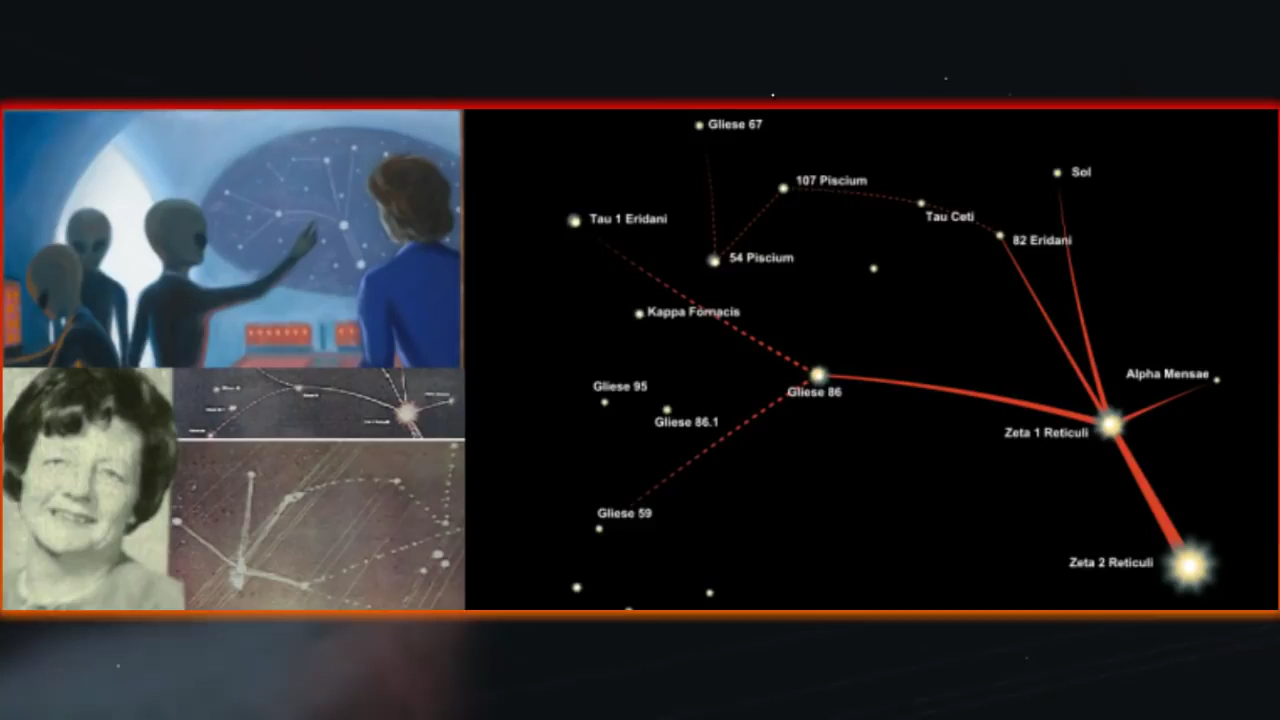 Gliese 67
Sol
107 Piscium
Tau Ceti
Tau 1 Eridani
82 Eridani
54 Piscium
Kappa Fornacis
Alpha Mensae
Gliese 95
Gliese 86
Gliese 86.1
Zeta 1 Reticuli
Gliese 59
Zeta 2 Reticuli